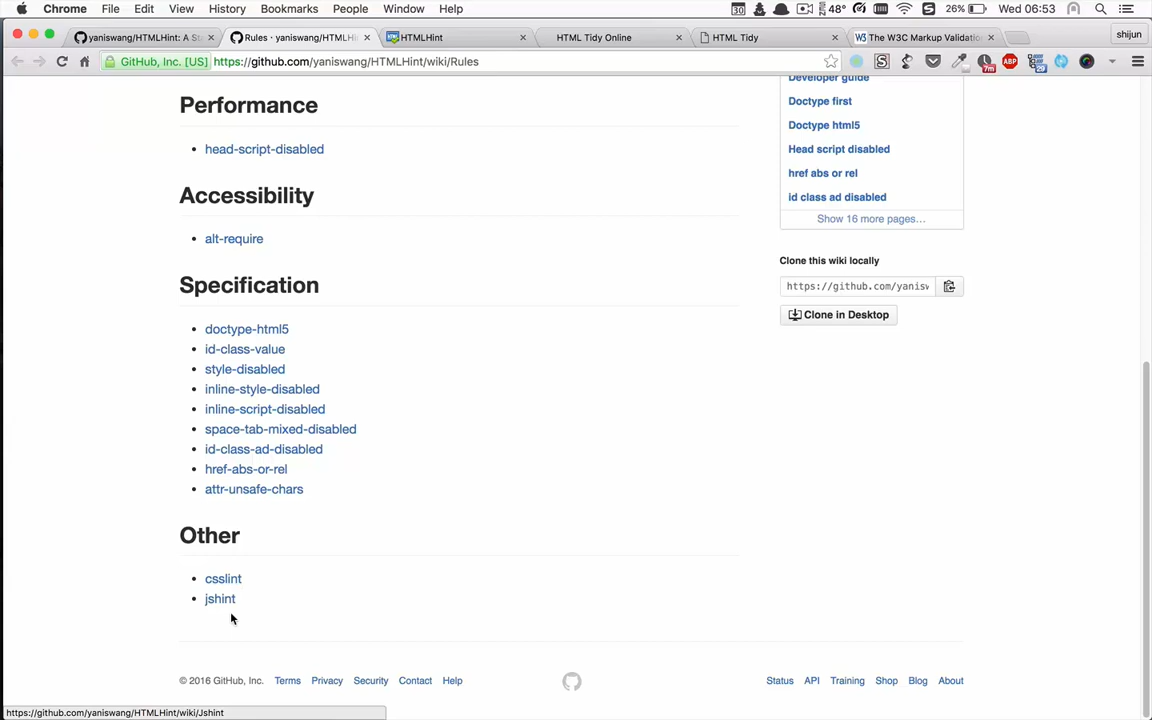 Chrome File Edit View History Bookmarks People Window Help 30 48° 26% Wed 06:53
yaniswang/HTMLHint: A St Rules · yaniswang/HTMLHi HTMLHint HTML Tidy Online HTML Tidy The W3C Markup Validatio shijun
GitHub, Inc. [US] https://github.com/yaniswang/HTMLHint/wiki/Rules S 7m ABP 29
Performance
head-script-disabled
Accessibility
alt-require
Specification
doctype-html5
id-class-value
style-disabled
inline-style-disabled
inline-script-disabled
space-tab-mixed-disabled
id-class-ad-disabled
href-abs-or-rel
attr-unsafe-chars
Other
csslint
jshint
Developer guide
Doctype first
Doctype html5
Head script disabled
href abs or rel
id class ad disabled
Show 16 more pages…
Clone this wiki locally
https://github.com/yanisw
Clone in Desktop
© 2016 GitHub, Inc. Terms Privacy Security Contact Help Status API Training Shop Blog About
https://github.com/yaniswang/HTMLHint/wiki/Jshint